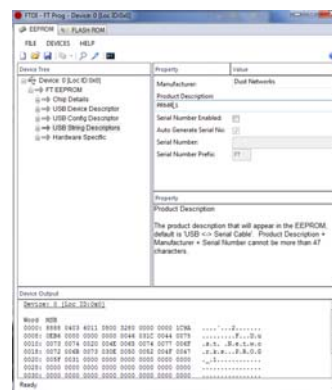 FTDI - FT Prog - Device: 0 [Loc ID:0x0]
EEPROM
FLASH ROM
FILE DEVICES HELP
Device Tree
Property
Value
Device: 0 [Loc ID:0x0]
FT EEPROM
Chip Details
USB Device Descriptor
USB Config Descriptor
USB String Descriptors
Hardware Specific
Manufacturer:
Dust Networks
Product Description:
Serial Number Enabled:
Auto Generate Serial No:
Serial Number:
Serial Number Prefix:
FT
Property
Product Description
The product description that will appear in the EEPROM,
default is 'USB <-> Serial Cable'. Product Description +
Manufacturer + Serial Number cannot be more than 47
characters.
Device Output
Device: 0 [Loc ID:0x0]
Word MSB
Ready